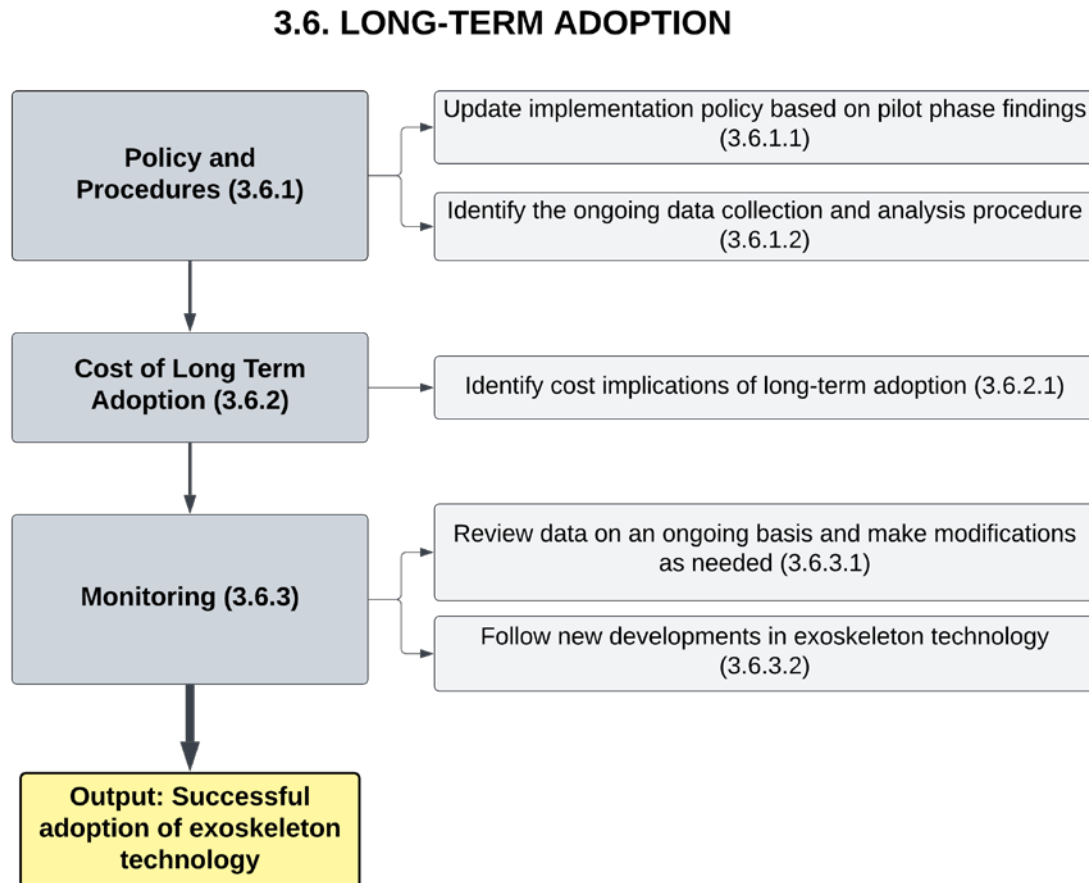 3.6. LONG-TERM ADOPTION
Policy and
Procedures (3.6.1)
Update implementation policy based on pilot phase findings
(3.6.1.1)
Identify the ongoing data collection and analysis procedure
(3.6.1.2)
Cost of Long Term
Adoption (3.6.2)
Identify cost implications of long-term adoption (3.6.2.1)
Monitoring (3.6.3)
Review data on an ongoing basis and make modifications
as needed (3.6.3.1)
Follow new developments in exoskeleton technology
(3.6.3.2)
Output: Successful
adoption of exoskeleton
technology